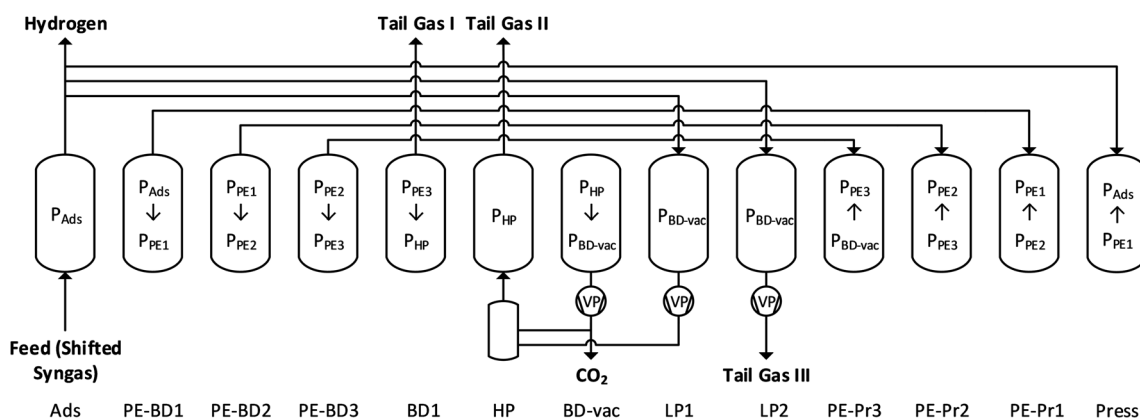 Hydrogen
Tail Gas I
Tail Gas II
P_Ads
P_Ads
↓
P_PE1
P_PE1
↓
P_PE2
P_PE2
↓
P_PE3
P_PE3
↓
P_HP
P_HP
P_HP
↓
P_BD-vac
P_BD-vac
P_BD-vac
P_PE3
↑
P_BD-vac
P_PE2
↑
P_PE3
P_PE1
↑
P_PE2
P_Ads
↑
P_PE1
VP
VP
VP
Feed (Shifted
Syngas)
CO₂
Tail Gas III
Ads
PE-BD1
PE-BD2
PE-BD3
BD1
HP
BD-vac
LP1
LP2
PE-Pr3
PE-Pr2
PE-Pr1
Press